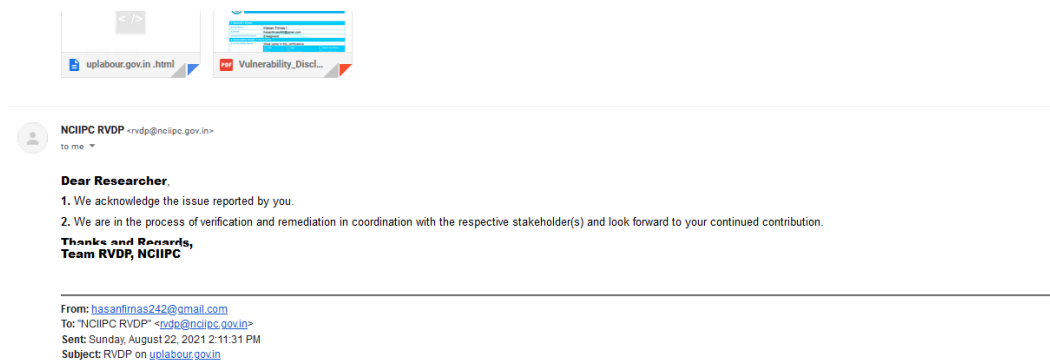 </>
uplabour.gov.in .html
PDF Vulnerability_Discl...
NCIIPC RVDP <rvdp@nciipc.gov.in>
to me
Dear Researcher,
1. We acknowledge the issue reported by you.
2. We are in the process of verification and remediation in coordination with the respective stakeholder(s) and look forward to your continued contribution.
Thanks and Regards,
Team RVDP, NCIIPC
From: hasanfirnas242@gmail.com
To: "NCIIPC RVDP" <rvdp@nciipc.gov.in>
Sent: Sunday, August 22, 2021 2:11:31 PM
Subject: RVDP on uplabour.gov.in